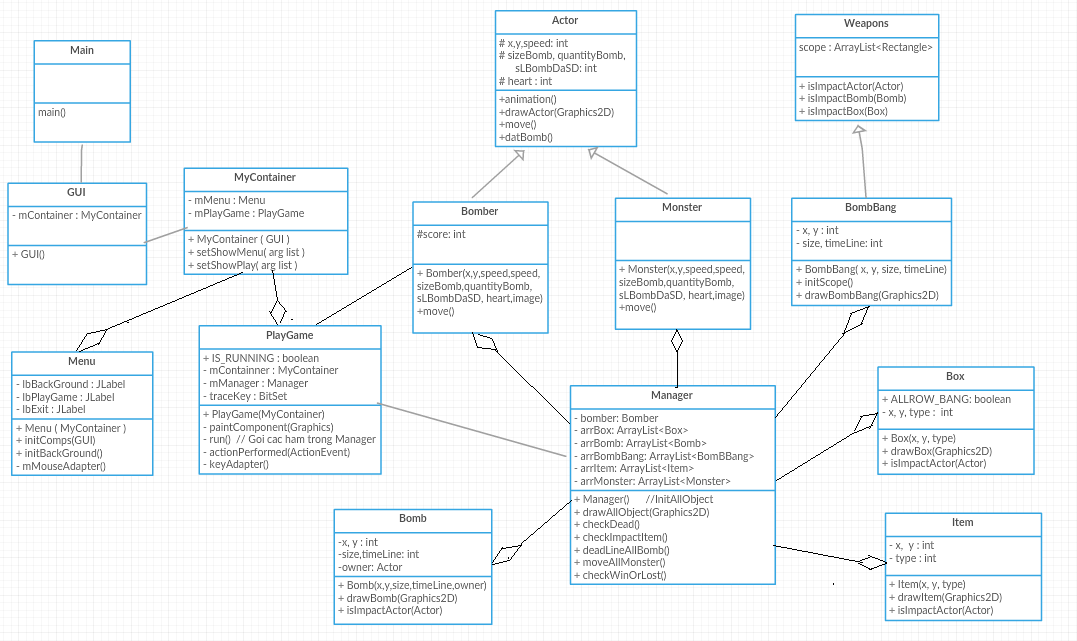 Main
main()
GUI
- mContainer : MyContainer
+ GUI()
MyContainer
- mMenu : Menu
- mPlayGame : PlayGame
+ MyContainer ( GUI )
+ setShowMenu( arg list )
+ setShowPlay( arg list )
Actor
# x,y,speed: int
# sizeBomb, quantityBomb,
sLBombDaSD: int
# heart : int
+animation()
+drawActor(Graphics2D)
+move()
+datBomb()
Weapons
scope : ArrayList<Rectangle>
+ isImpactActor(Actor)
+ isImpactBomb(Bomb)
+ isImpactBox(Box)
Bomber
#score: int
+ Bomber(x,y,speed,speed,
sizeBomb,quantityBomb,
sLBombDaSD, heart,image)
+move()
Monster
+ Monster(x,y,speed,speed,
sizeBomb,quantityBomb,
sLBombDaSD, heart,image)
+move()
BombBang
- x, y : int
- size, timeLine: int
+ BombBang( x, y, size, timeLine)
+ initScope()
+ drawBombBang(Graphics2D)
Menu
- lbBackGround : JLabel
- lbPlayGame : JLabel
- lbExit : JLabel
+ Menu ( MyContainer )
+ initComps(GUI)
+ initBackGround()
- mMouseAdapter()
PlayGame
+ IS_RUNNING : boolean
- mContainner : MyContainer
- mManager : Manager
- traceKey : BitSet
+ PlayGame(MyContainer)
- paintComponent(Graphics)
- run() // Goi cac ham trong Manager
- actionPerformed(ActionEvent)
- keyAdapter()
Manager
- bomber: Bomber
- arrBox: ArrayList<Box>
- arrBomb: ArrayList<Bomb>
- arrBombBang: ArrayList<BomBBang>
- arrItem: ArrayList<Item>
- arrMonster: ArrayList<Monster>
+ Manager() //InitAllObject
+ drawAllObject(Graphics2D)
+ checkDead()
+ checkImpactItem()
+ deadLineAllBomb()
+ moveAllMonster()
+ checkWinOrLost()
Box
+ ALLROW_BANG: boolean
- x, y, type : int
+ Box(x, y, type)
+ drawBox(Graphics2D)
+ isImpactActor(Actor)
Bomb
-x, y : int
-size,timeLine: int
-owner: Actor
+ Bomb(x,y,size,timeLine,owner)
+ drawBomb(Graphics2D)
+ isImpactActor(Actor)
Item
- x, y : int
- type : int
+ Item(x, y, type)
+ drawItem(Graphics2D)
+ isImpactActor(Actor)